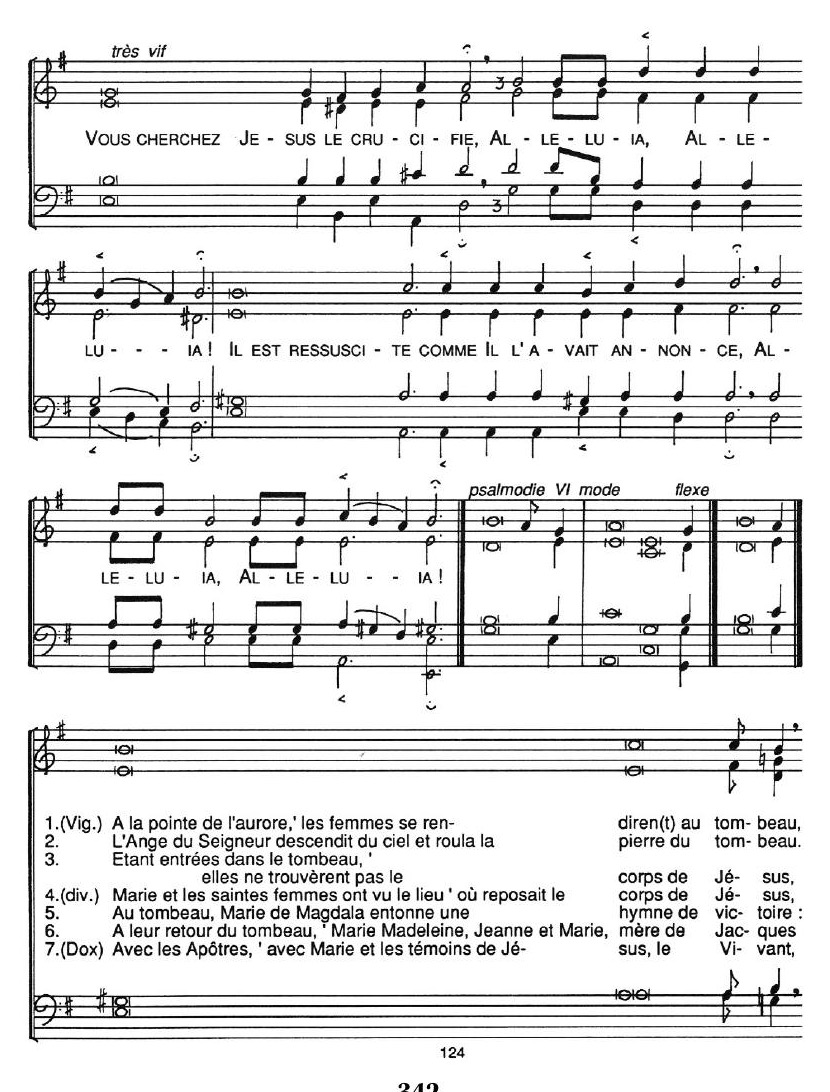 très vif
3
VOUS CHERCHEZ JE - SUS LE CRU - CI - FIE, AL - LE - LU - IA, AL - LE -
3
LU - - - IA ! IL EST RESSUSCI - TE COMME IL L' A - VAIT AN - NON - CE, AL -
psalmodie VI mode flexe
LE - LU - IA, AL - LE - LU - - IA !
1.(Vig.) A la pointe de l'aurore,' les femmes se ren- diren(t) au tom- beau,
2. L'Ange du Seigneur descendit du ciel et roula la pierre du tom- beau.
3. Etant entrées dans le tombeau, '
elles ne trouvèrent pas le corps de Jé- sus,
4.(div.) Marie et les saintes femmes ont vu le lieu ' où reposait le corps de Jé- sus,
5. Au tombeau, Marie de Magdala entonne une hymne de vic- toire :
6. A leur retour du tombeau, ' Marie Madeleine, Jeanne et Marie, mère de Jac- ques
7.(Dox) Avec les Apôtres, ' avec Marie et les témoins de Jé- sus, le Vi- vant,
124
342